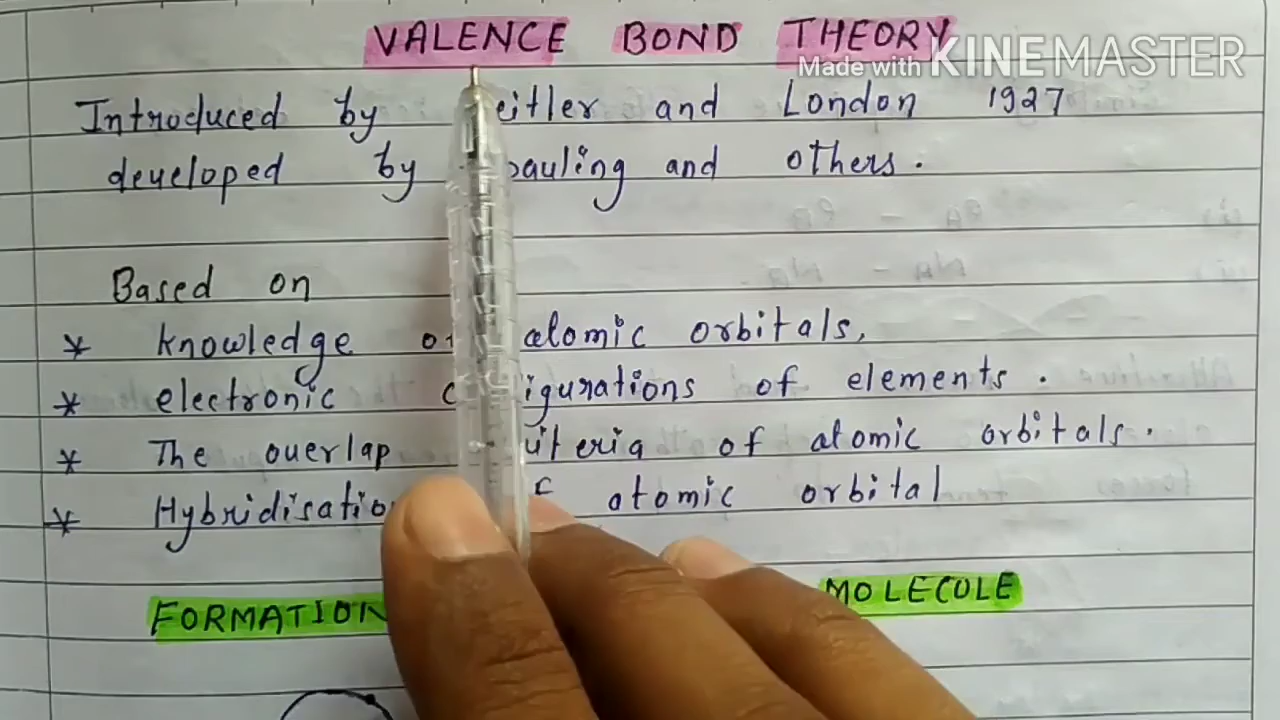 VALENCE BOND THEORY
Made with KINEMASTER
Introduced by eitler and London 1927
developed by auling and others.
Based on
* knowledge of atomic orbitals,
* electronic c igurations of elements.
* The overlap iteria of atomic orbitals.
* Hybridisatio f atomic orbital
FORMATION MOLECULE